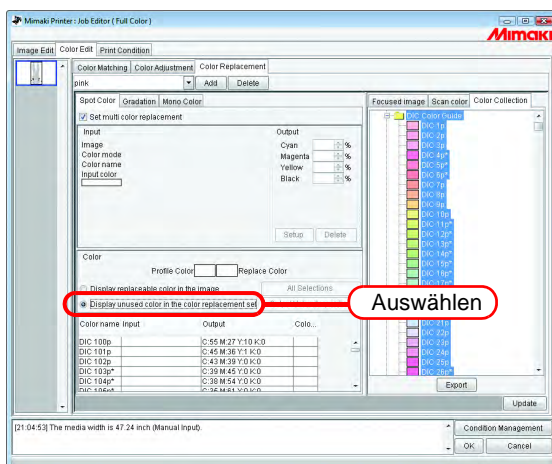 Mimaki Printer : Job Editor ( Full Color )
Mimaki
Image Edit Color Edit Print Condition
Color Matching Color Adjustment Color Replacement
pink Add Delete
Spot Color Gradation Mono Color
Focused image Scan color Color Collection
Set multi color replacement
Input Output
Image Cyan %
Color mode Magenta %
Color name Yellow %
Input color Black %
Setup Delete
Color
Profile Color Replace Color
Display replaceable color in the image All Selections
Display unused color in the color replacement set
Auswählen
Color name Input Output Colo...
DIC 100p C:55 M:27 Y:10 K:0
DIC 101p C:45 M:36 Y:1 K:0
DIC 102p C:43 M:39 Y:0 K:0
DIC 103p* C:39 M:45 Y:0 K:0
DIC 104p* C:38 M:54 Y:0 K:0
DIC Color Guide
DIC 1p
DIC 2p
DIC 3p
DIC 4p*
DIC 5p*
DIC 6p*
DIC 7p
DIC 8p
DIC 9p
DIC 10p
DIC 11p*
DIC 12p*
DIC 13p*
DIC 14p*
DIC 15p*
DIC 16p*
DIC 17p*
DIC 21p
DIC 22p
DIC 23p
DIC 24p
DIC 25p
DIC 26p*
Export
Update
[21:04:53] The media width is 47.24 inch (Manual Input).
Condition Management
OK Cancel